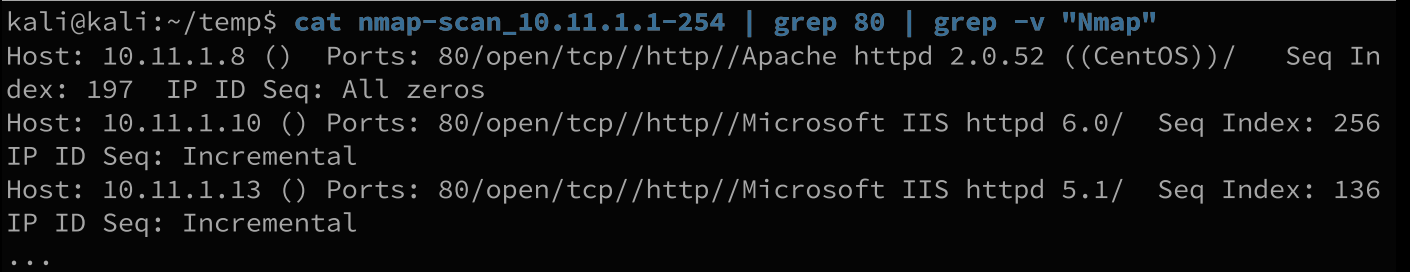 kali@kali:~/temp$ cat nmap-scan_10.11.1.1-254 | grep 80 | grep -v "Nmap"
Host: 10.11.1.8 ()  Ports: 80/open/tcp//http//Apache httpd 2.0.52 ((CentOS))/   Seq In
dex: 197  IP ID Seq: All zeros
Host: 10.11.1.10 () Ports: 80/open/tcp//http//Microsoft IIS httpd 6.0/  Seq Index: 256
IP ID Seq: Incremental
Host: 10.11.1.13 () Ports: 80/open/tcp//http//Microsoft IIS httpd 5.1/  Seq Index: 136
IP ID Seq: Incremental
...